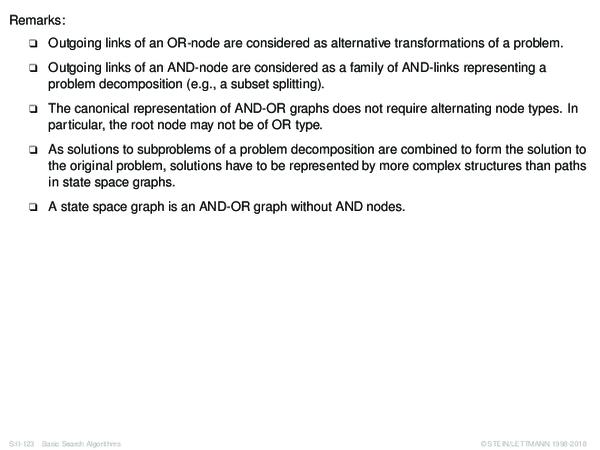 Remarks:
❑ Outgoing links of an OR-node are considered as alternative transformations of a problem.
❑ Outgoing links of an AND-node are considered as a family of AND-links representing a
problem decomposition (e.g., a subset splitting).
❑ The canonical representation of AND-OR graphs does not require alternating node types. In
particular, the root node may not be of OR type.
❑ As solutions to subproblems of a problem decomposition are combined to form the solution to
the original problem, solutions have to be represented by more complex structures than paths
in state space graphs.
❑ A state space graph is an AND-OR graph without AND nodes.
S:II-123 Basic Search Algorithms © STEIN/LETTMANN 1998-2018